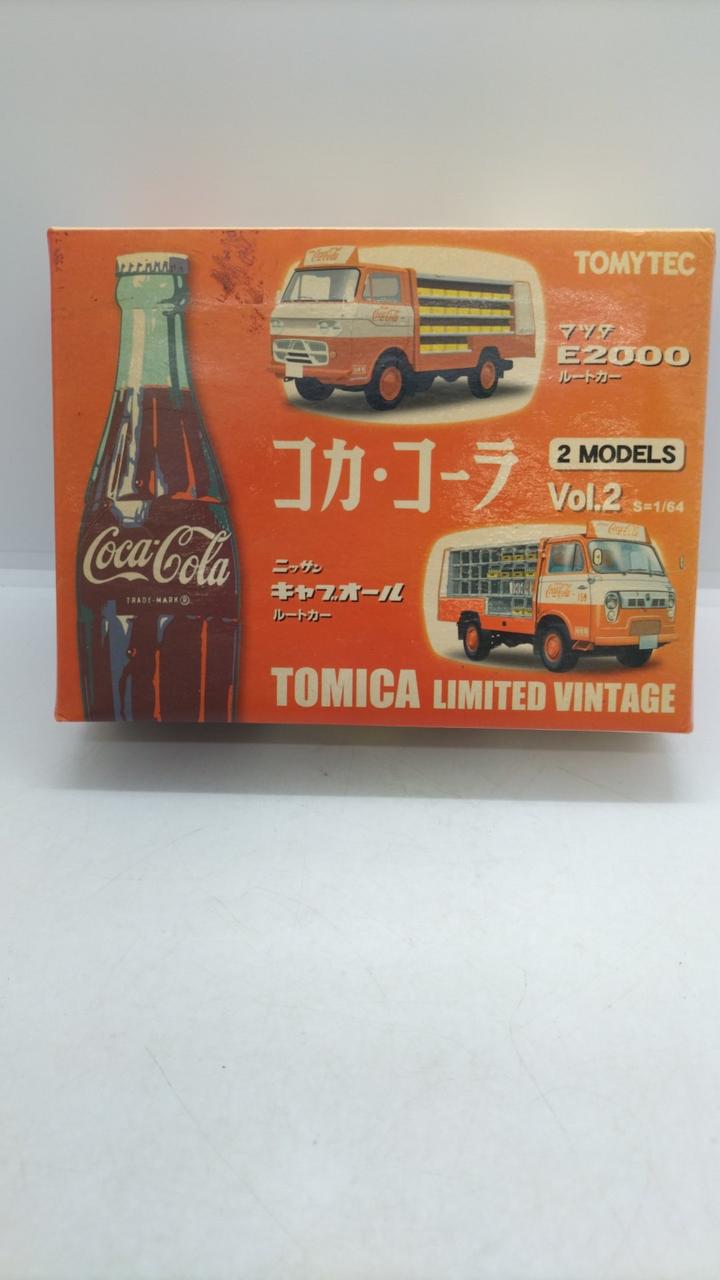 TOMYTEC
マツダ
E2000
ルートカー
コカ・コーラ
2 MODELS
Vol.2 S=1/64
Coca-Cola
TRADE-MARK®
ニッサン
キャブオール
ルートカー
TOMICA LIMITED VINTAGE